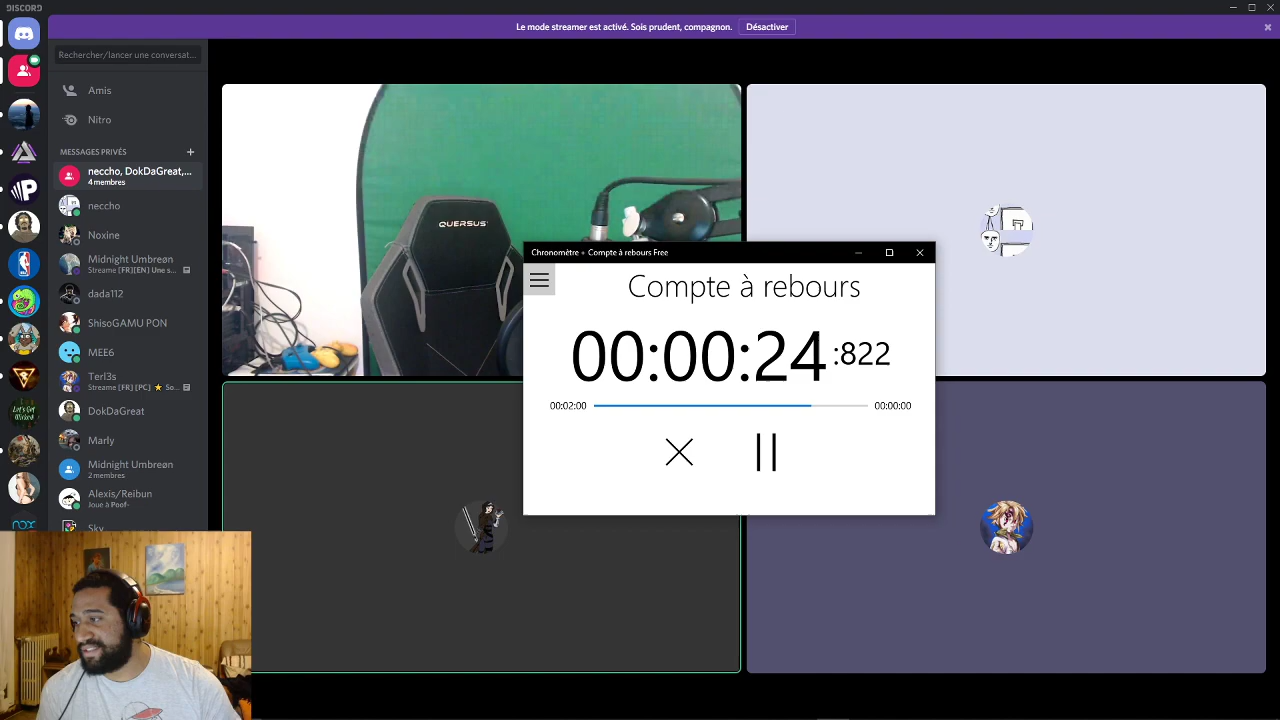 DISCORD
Le mode streamer est activé. Sois prudent, compagnon.
Désactiver
Rechercher/lancer une conversat...
Amis
Nitro
MESSAGES PRIVÉS
neccho, DokDaGreat,...
4 membres
neccho
Noxine
Midnight Umbreøn
Streame [FR][EN] Une s...
dada112
ShisoGAMU PON
MEE6
Terl3s
Streame [FR] [PC] ⭐ So...
DokDaGreat
Marly
Midnight Umbreøn
2 membres
Alexis/Reibun
Joue à Poof-
Sky
QUERSUS
Chronomètre + Compte à rebours Free
Compte à rebours
00:00:24:822
00:02:00
00:00:00